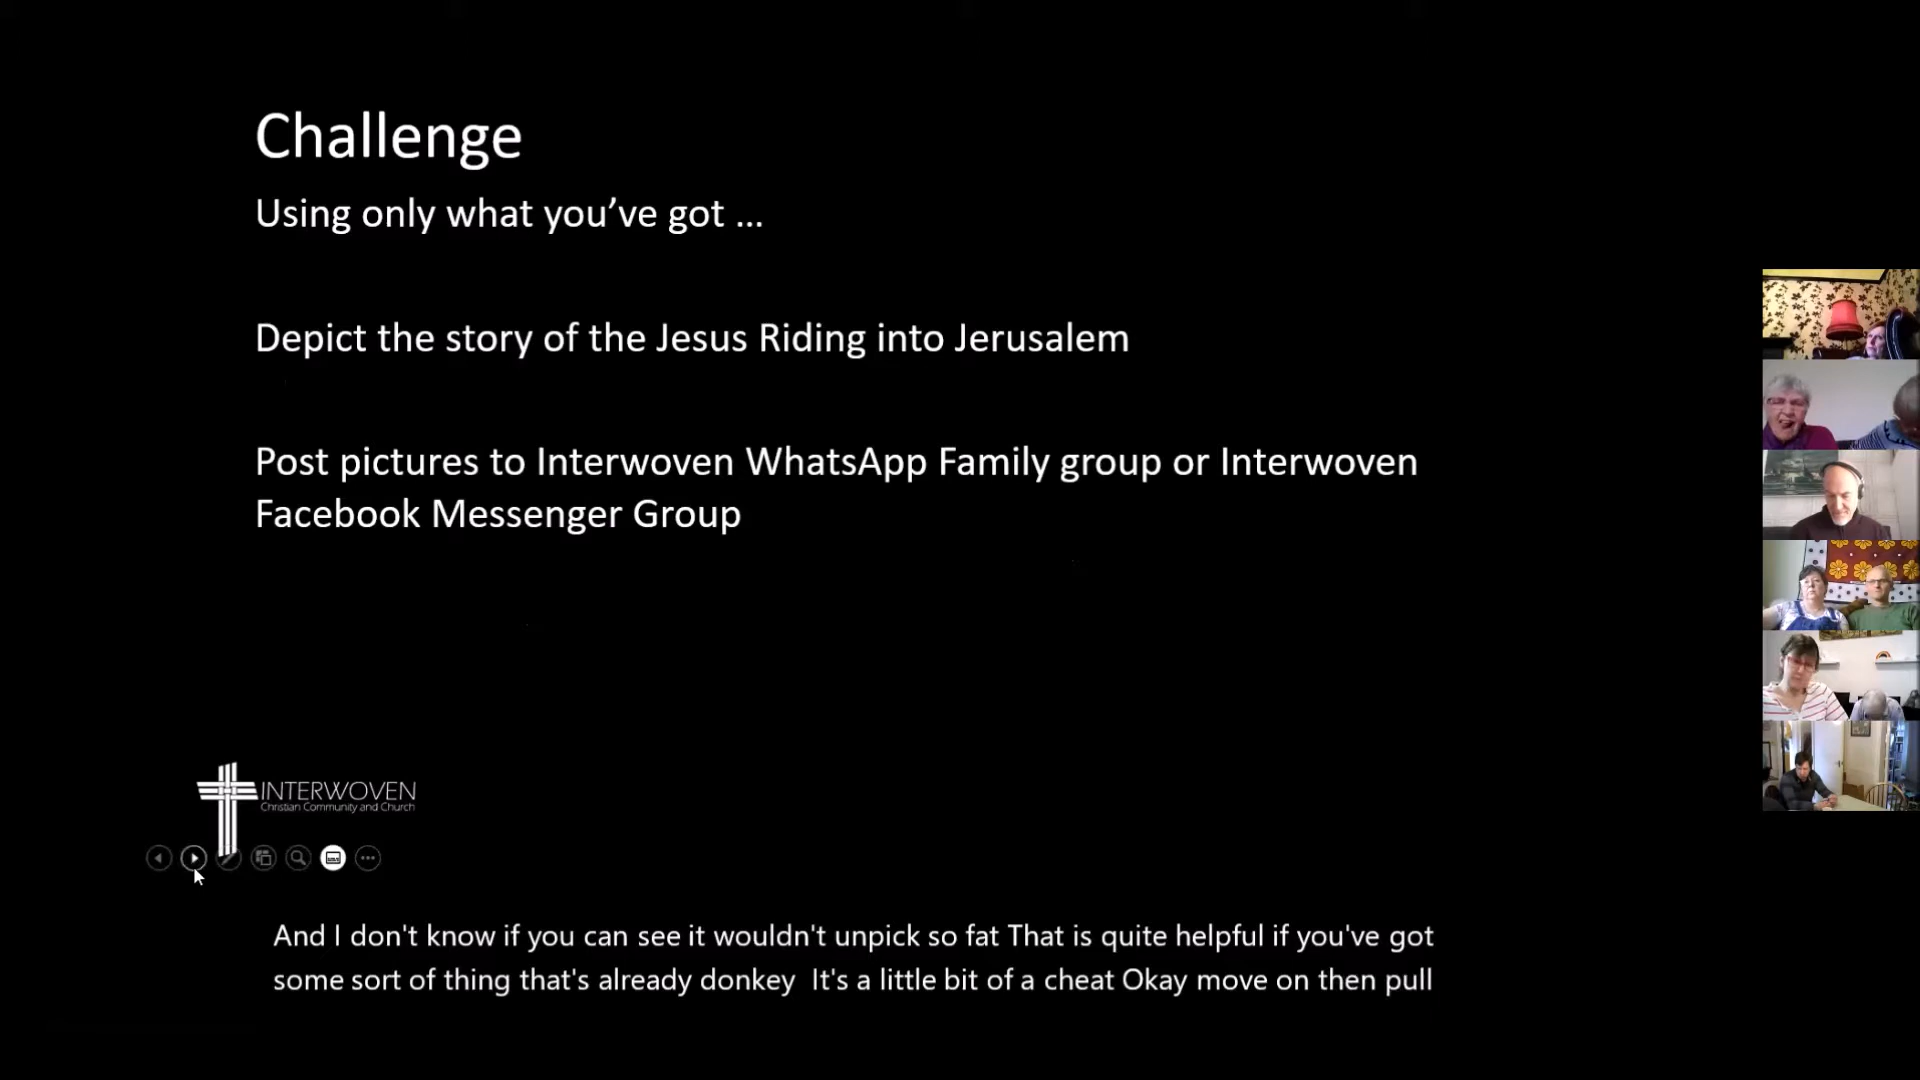 Challenge
Using only what you’ve got ...
Depict the story of the Jesus Riding into Jerusalem
Post pictures to Interwoven WhatsApp Family group or Interwoven
Facebook Messenger Group
INTERWOVEN
Christian Community and Church
And I don't know if you can see it wouldn't unpick so fat That is quite helpful if you've got
some sort of thing that's already donkey It's a little bit of a cheat Okay move on then pull